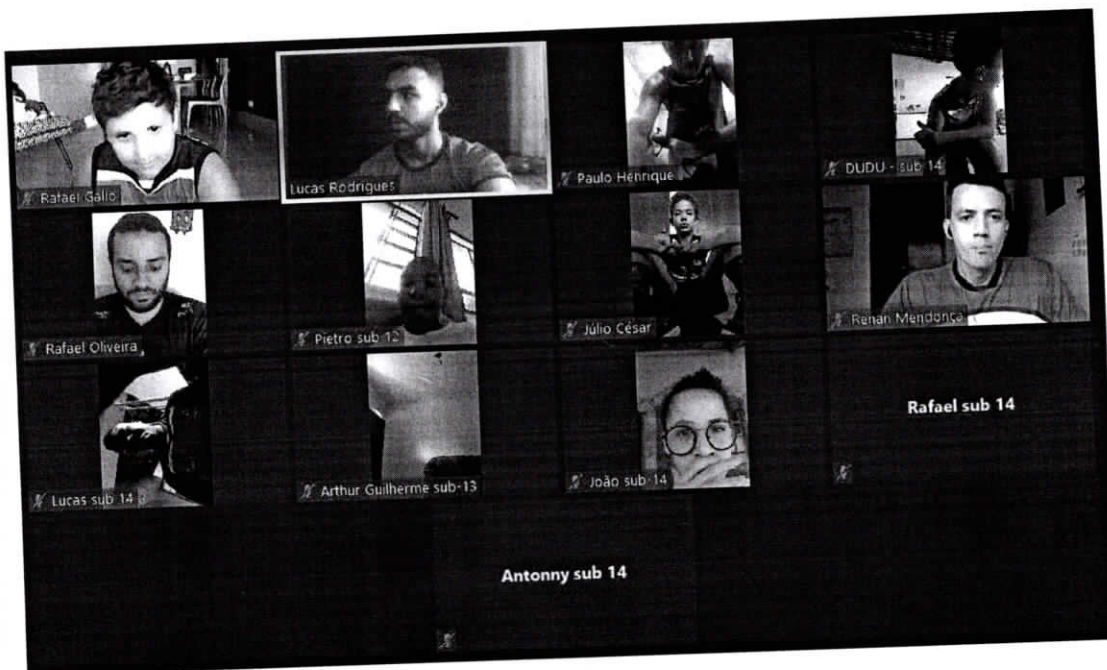 Rafael Gallo
Lucas Rodrigues
Paulo Henrique
DUDU - sub 14
Rafael Oliveira
Pietro sub-12
Júlio César
Renan Mendonça
Lucas sub 14
Arthur Guilherme sub-13
João sub-14
Rafael sub 14
Antonny sub 14